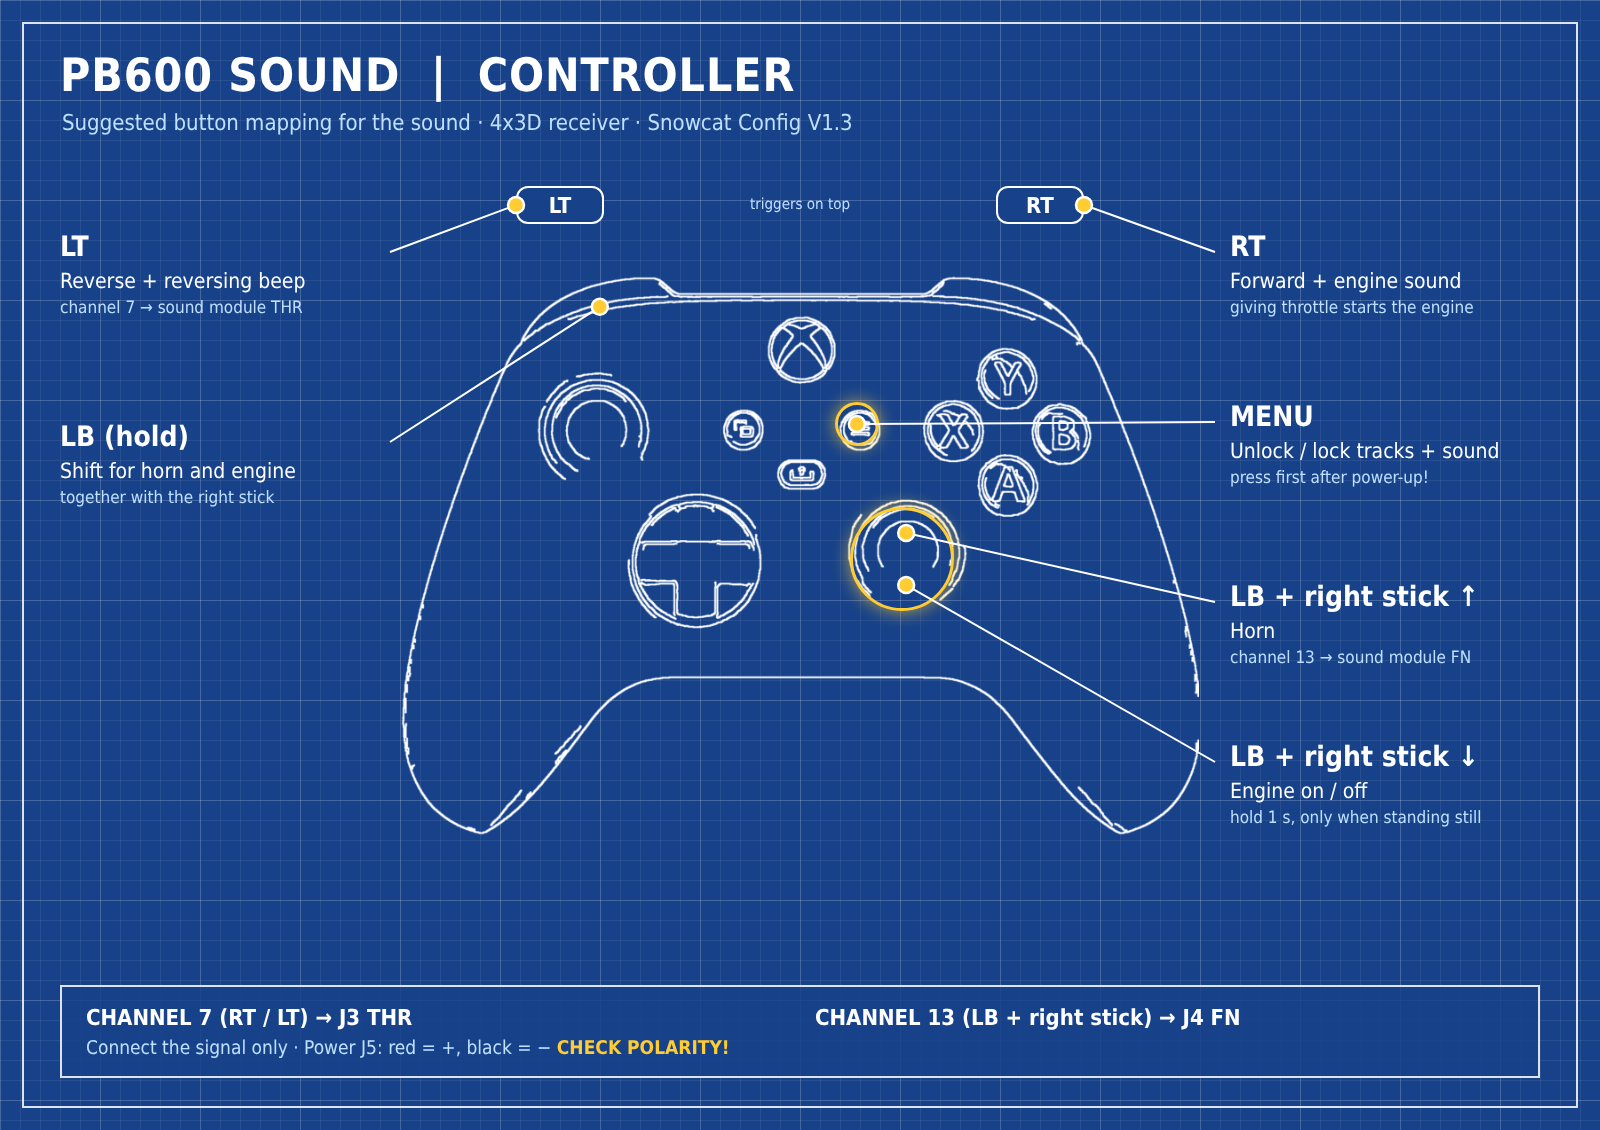 PB600 SOUND | CONTROLLER
Suggested button mapping for the sound · 4x3D receiver · Snowcat Config V1.3
LT
triggers on top
RT
LT
Reverse + reversing beep
channel 7 → sound module THR
RT
Forward + engine sound
giving throttle starts the engine
LB (hold)
Shift for horn and engine
together with the right stick
Y
X
B
A
MENU
Unlock / lock tracks + sound
press first after power-up!
LB + right stick ↑
Horn
channel 13 → sound module FN
LB + right stick ↓
Engine on / off
hold 1 s, only when standing still
CHANNEL 7 (RT / LT) → J3 THR
CHANNEL 13 (LB + right stick) → J4 FN
Connect the signal only · Power J5: red = +, black = − CHECK POLARITY!